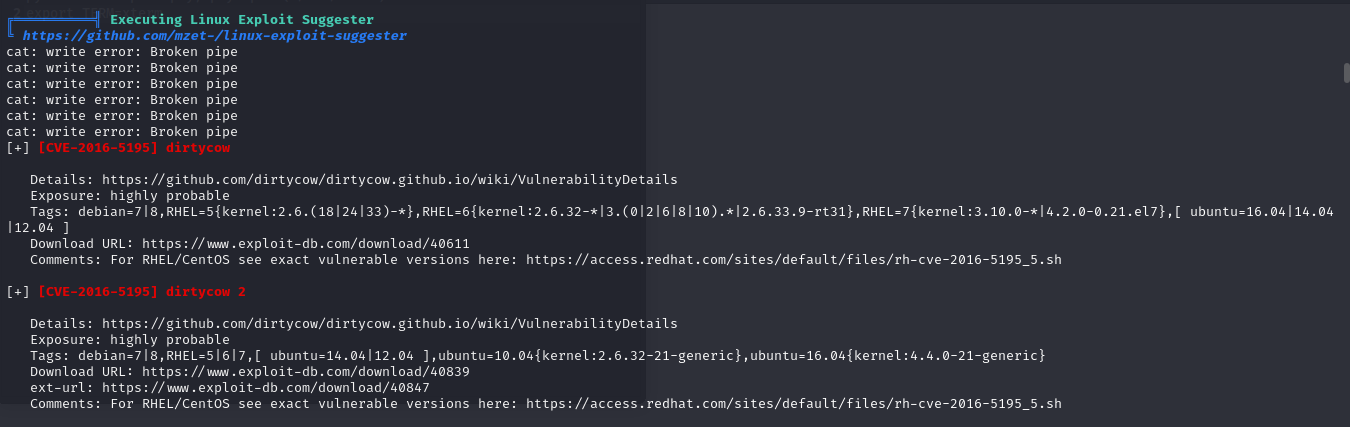 ? export TERM=xterm
Executing Linux Exploit Suggester
https://github.com/mzet-/linux-exploit-suggester
cat: write error: Broken pipe
cat: write error: Broken pipe
cat: write error: Broken pipe
cat: write error: Broken pipe
cat: write error: Broken pipe
cat: write error: Broken pipe
[+] [CVE-2016-5195] dirtycow
Details: https://github.com/dirtycow/dirtycow.github.io/wiki/VulnerabilityDetails
Exposure: highly probable
Tags: debian=7|8,RHEL=5{kernel:2.6.(18|24|33)-*},RHEL=6{kernel:2.6.32-*|3.(0|2|6|8|10).*|2.6.33.9-rt31},RHEL=7{kernel:3.10.0-*|4.2.0-0.21.el7},[ ubuntu=16.04|14.04
|12.04 ]
Download URL: https://www.exploit-db.com/download/40611
Comments: For RHEL/CentOS see exact vulnerable versions here: https://access.redhat.com/sites/default/files/rh-cve-2016-5195_5.sh
[+] [CVE-2016-5195] dirtycow 2
Details: https://github.com/dirtycow/dirtycow.github.io/wiki/VulnerabilityDetails
Exposure: highly probable
Tags: debian=7|8,RHEL=5|6|7,[ ubuntu=14.04|12.04 ],ubuntu=10.04{kernel:2.6.32-21-generic},ubuntu=16.04{kernel:4.4.0-21-generic}
Download URL: https://www.exploit-db.com/download/40839
ext-url: https://www.exploit-db.com/download/40847
Comments: For RHEL/CentOS see exact vulnerable versions here: https://access.redhat.com/sites/default/files/rh-cve-2016-5195_5.sh